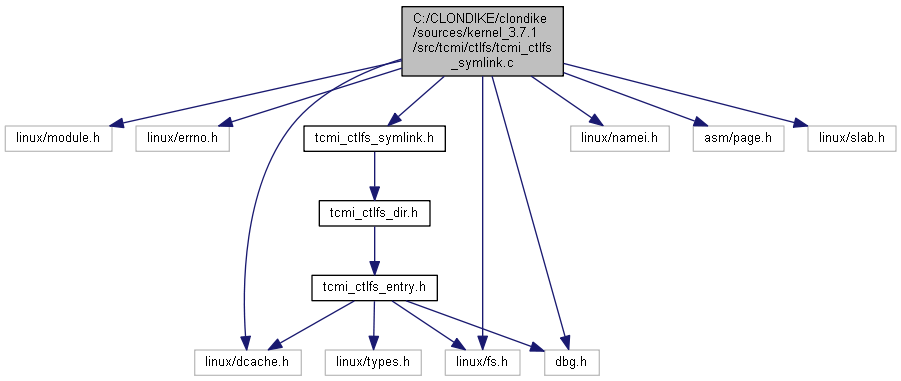 C:/CLONDIKE/clondike
/sources/kernel_3.7.1
/src/tcmi/ctlfs/tcmi_ctlfs
_symlink.c
linux/module.h
linux/errno.h
tcmi_ctlfs_symlink.h
linux/namei.h
asm/page.h
linux/slab.h
tcmi_ctlfs_dir.h
tcmi_ctlfs_entry.h
linux/dcache.h
linux/types.h
linux/fs.h
dbg.h